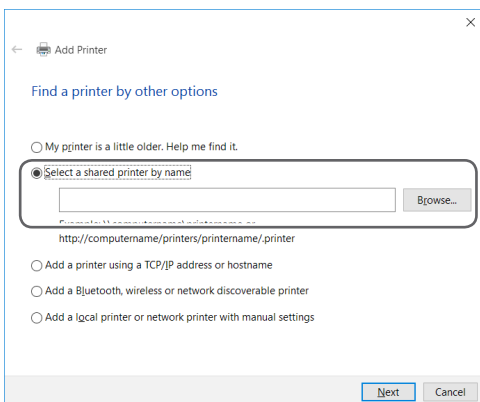 Add Printer
Find a printer by other options
My printer is a little older. Help me find it.
Select a shared printer by name
Browse...
http://computername/printers/printername/.printer
Add a printer using a TCP/IP address or hostname
Add a Bluetooth, wireless or network discoverable printer
Add a local printer or network printer with manual settings
Next Cancel